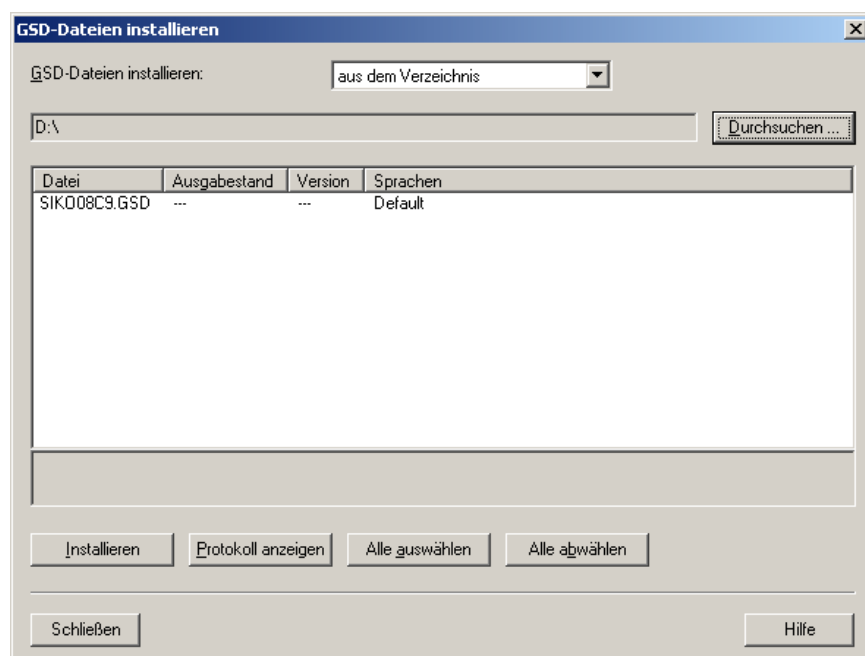 GSD-Dateien installieren
GSD-Dateien installieren: aus dem Verzeichnis
D:\ Durchsuchen ...
Datei Ausgabestand Version Sprachen
SIKO08C9.GSD --- --- Default
Installieren Protokoll anzeigen Alle auswählen Alle abwählen
Schließen Hilfe